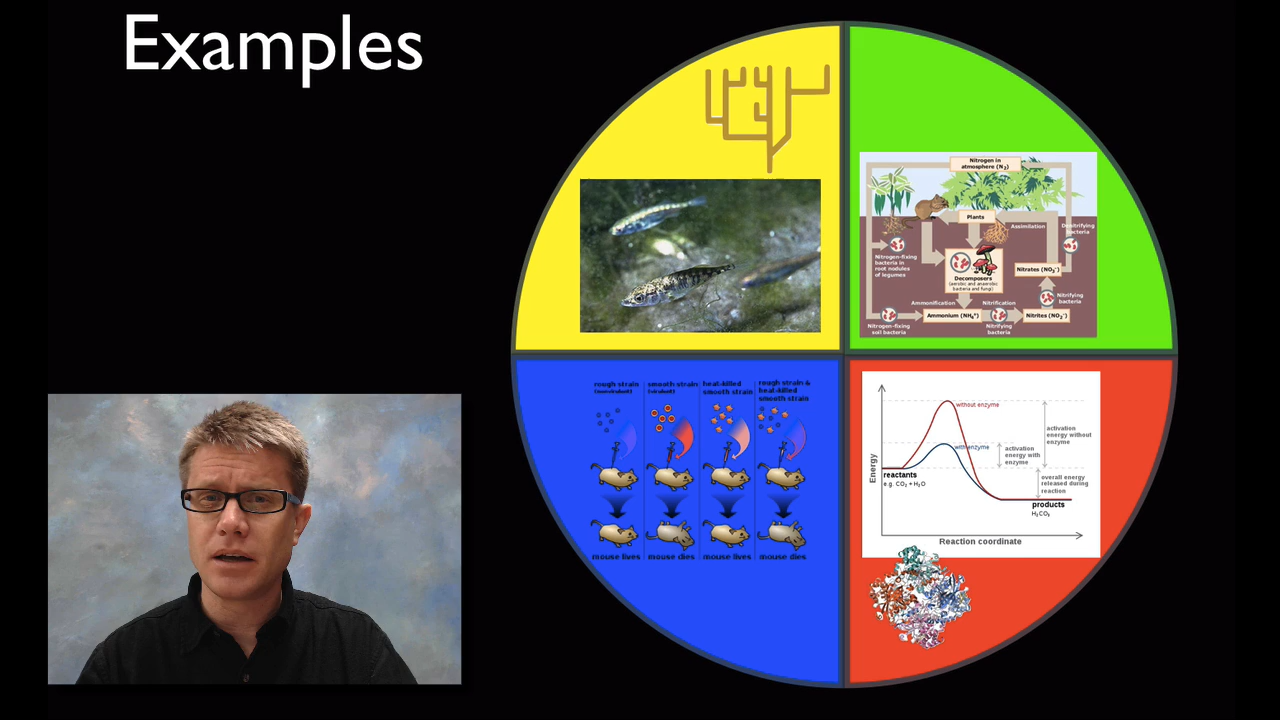 Examples
Nitrogen in
atmosphere (N₂)
Plants
Assimilation
Denitrifying
bacteria
Nitrogen-fixing
bacteria in
root nodules
of legumes
Decomposers
(aerobic and anaerobic
bacteria and fungi)
Nitrates (NO₃⁻)
Ammonification
Nitrification
Nitrifying
bacteria
Ammonium (NH₄⁺)
Nitrites (NO₂⁻)
Nitrogen-fixing
soil bacteria
Nitrifying
bacteria
rough strain
(nonvirulent)
smooth strain
(virulent)
heat-killed
smooth strain
rough strain &
heat-killed
smooth strain
mouse lives
mouse dies
mouse lives
mouse dies
without enzyme
with enzyme
activation
energy without
enzyme
activation
energy with
enzyme
Energy
reactants
e.g. CO₂ + H₂O
overall energy
released during
reaction
products
H₂CO₃
Reaction coordinate